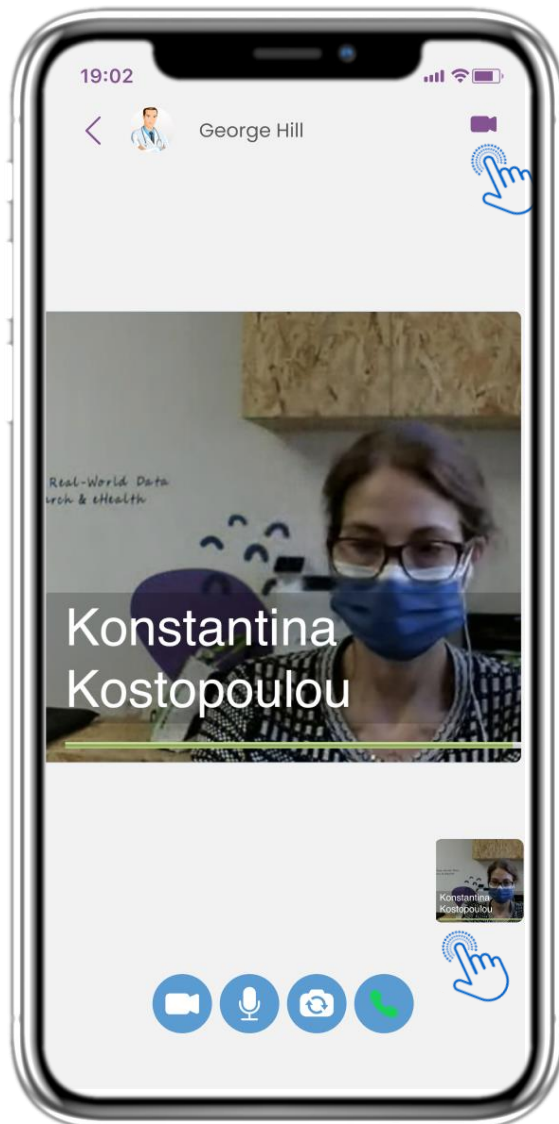 19:02
George Hill
Real-World Data
rch & eHealth
Konstantina
Kostopoulou
Konstantina
Kostopoulou